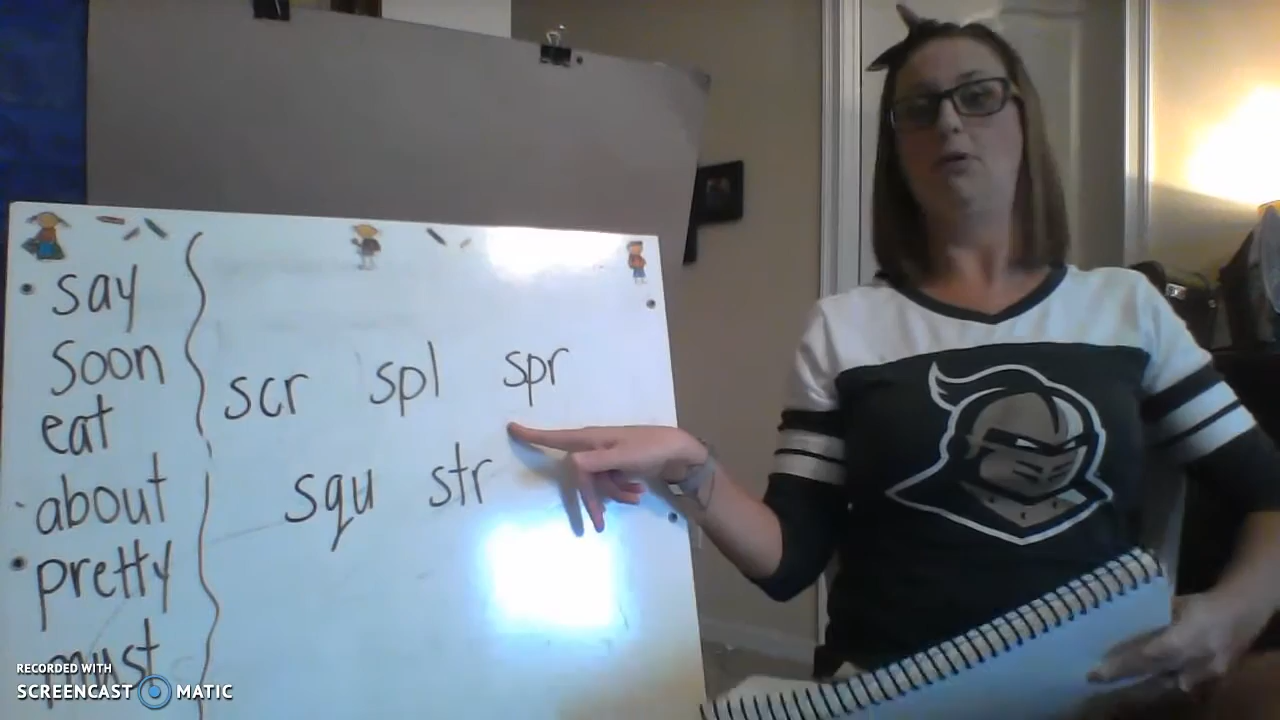 say
soon
eat
about
pretty
must
scr spl spr
squ str
RECORDED WITH
SCREENCAST MATIC